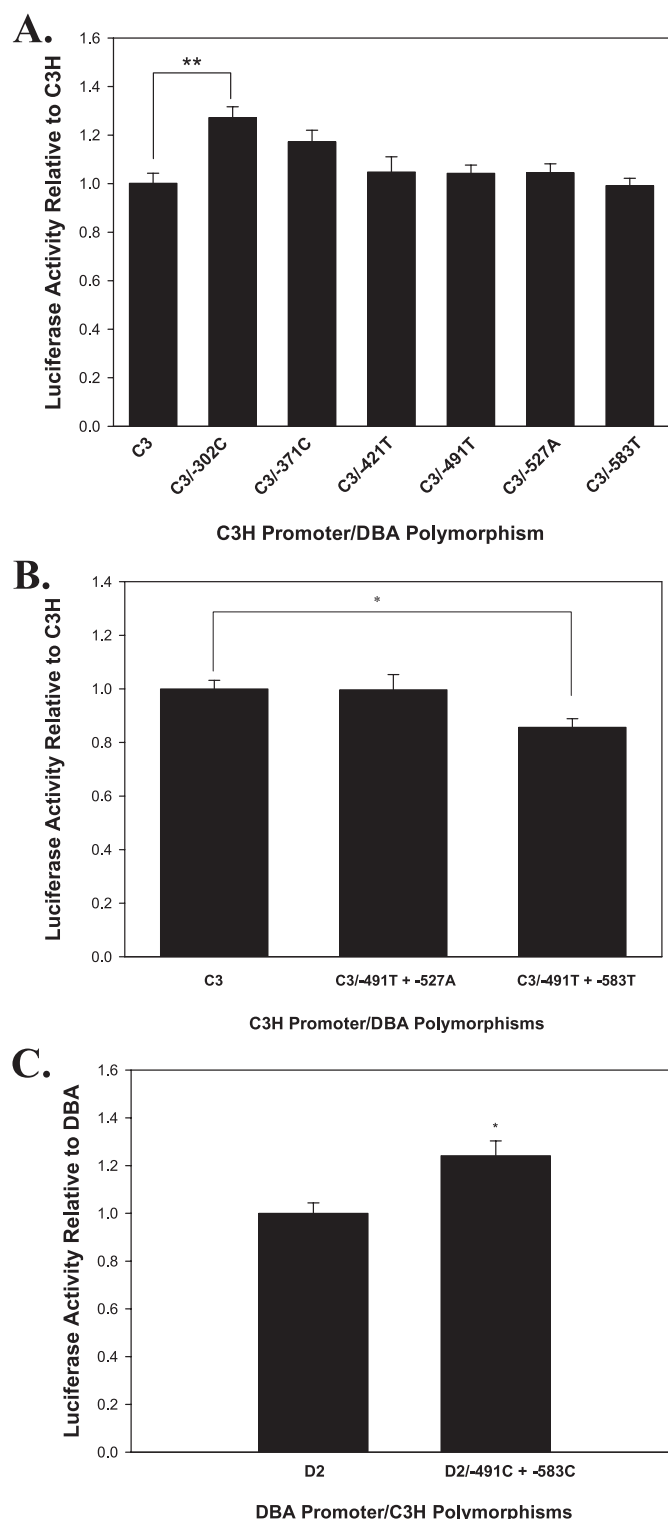 A.
Luciferase Activity Relative to C3H
1.6
1.4
1.2
1.0
0.8
0.6
0.4
0.2
0.0
**
C3
C3/-302C
C3/-371C
C3/-421T
C3/-491T
C3/-527A
C3/-583T
C3H Promoter/DBA Polymorphism
B.
Luciferase Activity Relative to C3H
1.4
1.2
1.0
0.8
0.6
0.4
0.2
0.0
*
C3
C3/-491T + -527A
C3/-491T + -583T
C3H Promoter/DBA Polymorphisms
C.
Luciferase Activity Relative to DBA
1.6
1.4
1.2
1.0
0.8
0.6
0.4
0.2
0.0
*
D2
D2/-491C + -583C
DBA Promoter/C3H Polymorphisms